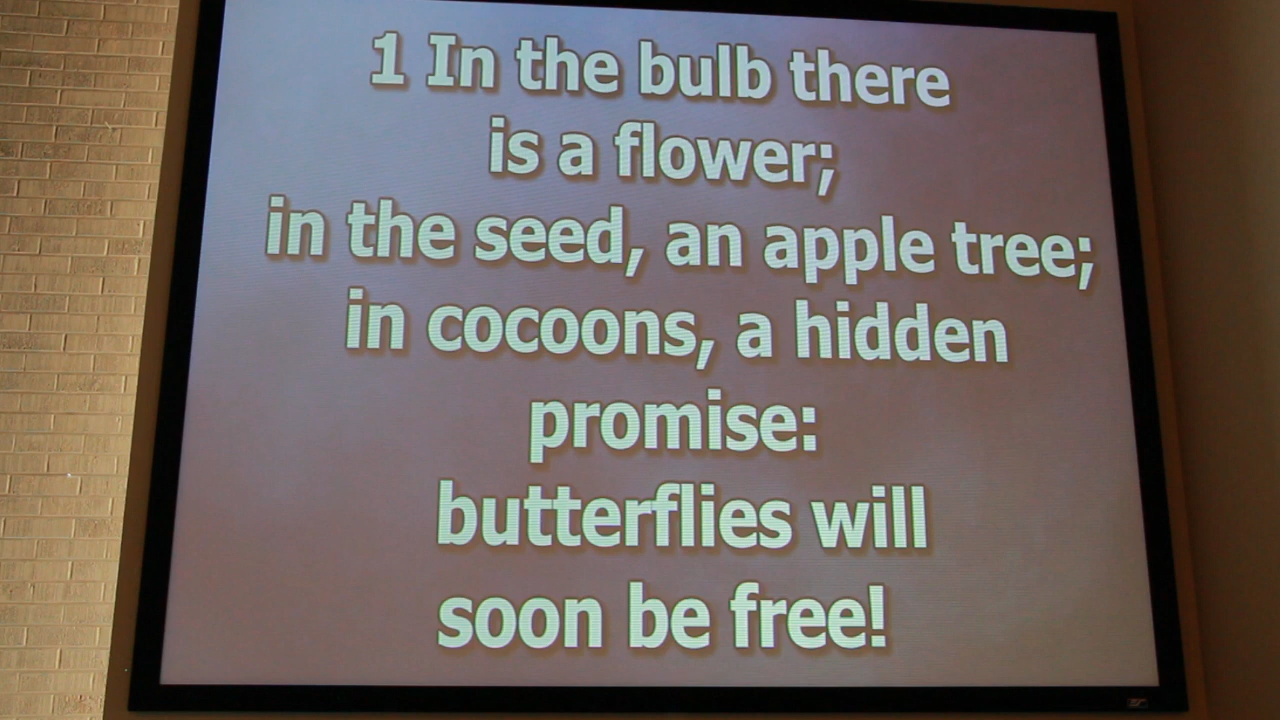 1 In the bulb there
is a flower;
in the seed, an apple tree;
in cocoons, a hidden
promise:
butterflies will
soon be free!